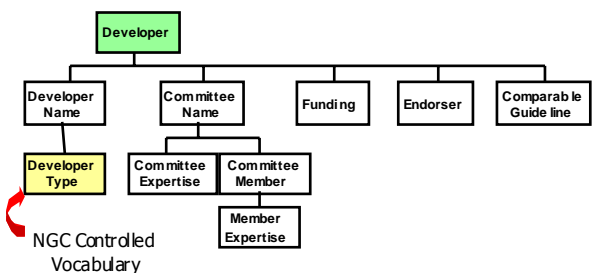 Developer
Developer
Name
Committee
Name
Funding
Endorser
Comparable
Guideline
Developer
Type
Committee
Expertise
Committee
Member
Member
Expertise
NGC Controlled
Vocabulary